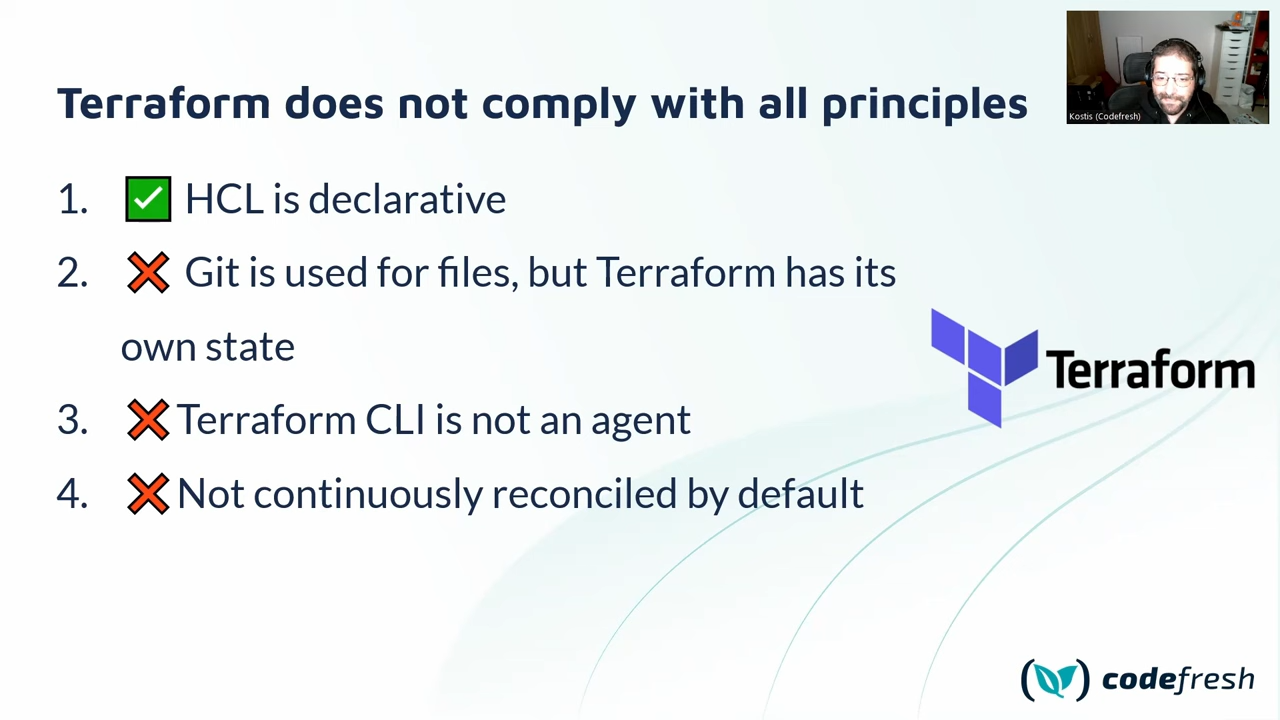 Terraform does not comply with all principles
Kostis (Codefresh)
1. ✅ HCL is declarative
2. ❌ Git is used for files, but Terraform has its
own state
Terraform
3. ❌ Terraform CLI is not an agent
4. ❌ Not continuously reconciled by default
codefresh